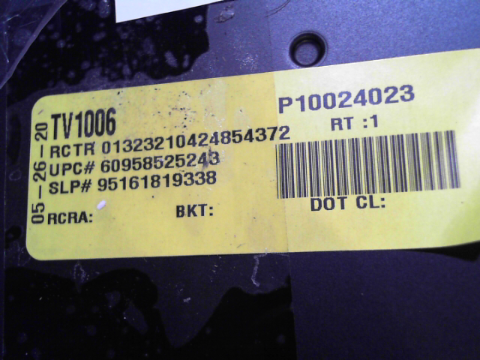 05-26-20
TV1006
RCTR 01323210424854372
UPC# 60958525243
SLP# 95161819338
RCRA: BKT: DOT CL:
P10024023
RT :1